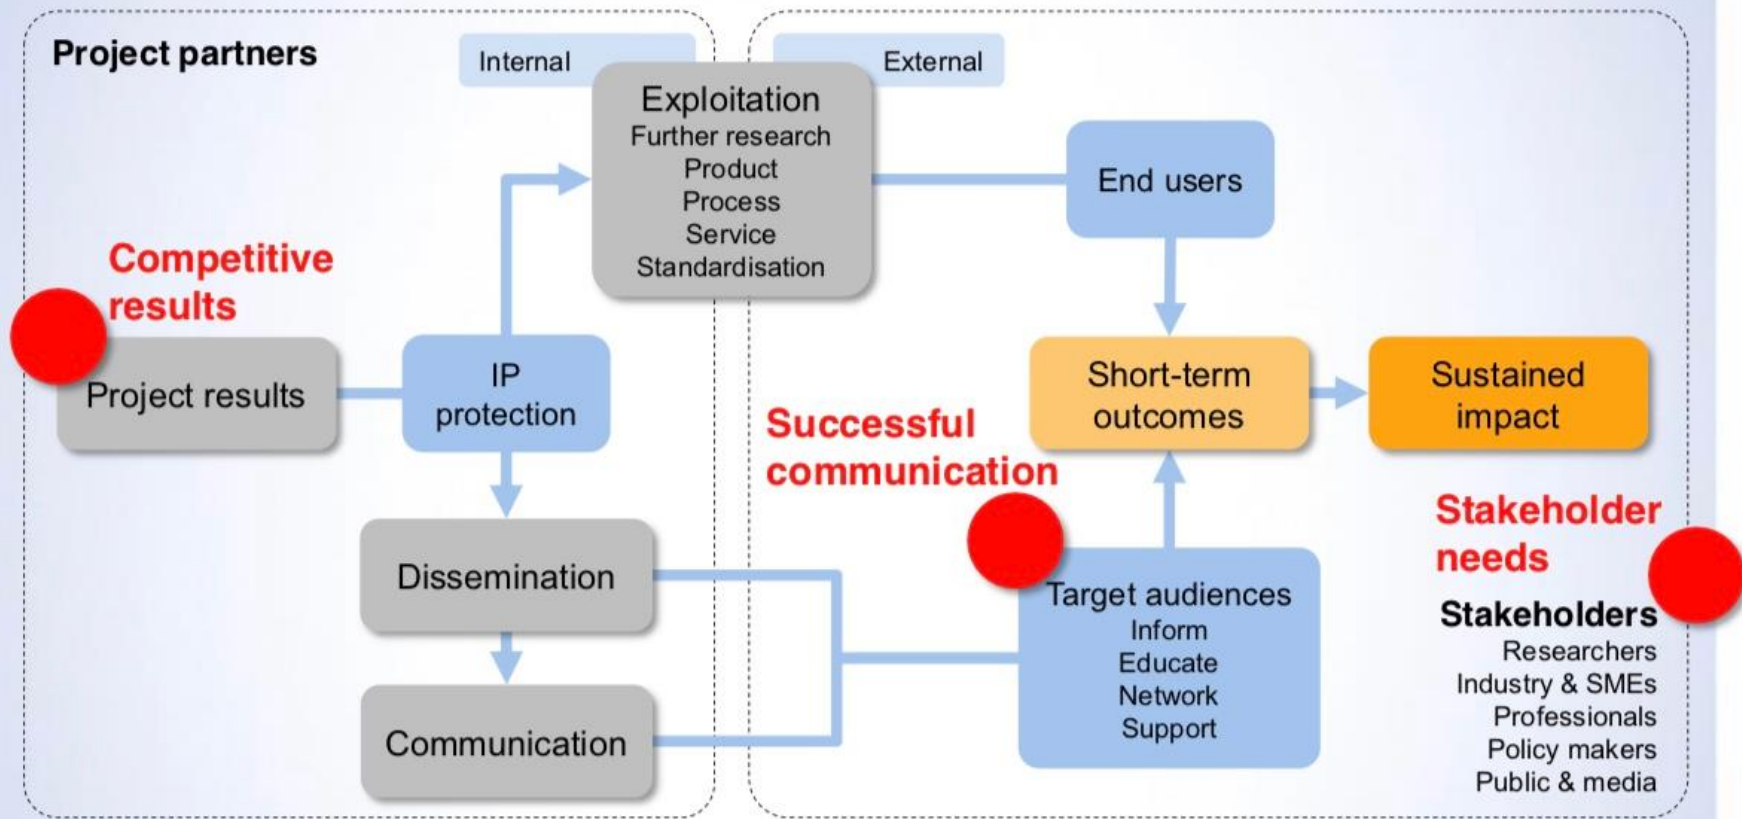 Project partners
Internal
External
Exploitation
Further research
Product
Process
Service
Standardisation
End users
Competitive
results
Project results
IP
protection
Short-term
outcomes
Sustained
impact
Successful
communication
Dissemination
Communication
Target audiences
Inform
Educate
Network
Support
Stakeholder
needs
Stakeholders
Researchers
Industry & SMEs
Professionals
Policy makers
Public & media